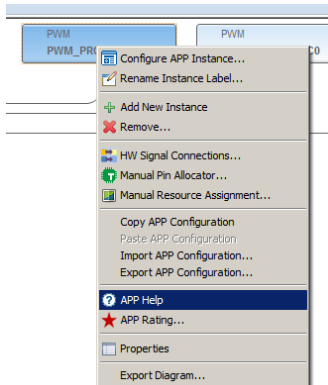 PWM
PWM
PWM_PRO
C0
Configure APP Instance...
Rename Instance Label...
Add New Instance
Remove...
HW Signal Connections...
Manual Pin Allocator...
Manual Resource Assignment...
Copy APP Configuration
Paste APP Configuration
Import APP Configuration...
Export APP Configuration...
APP Help
APP Rating...
Properties
Export Diagram...